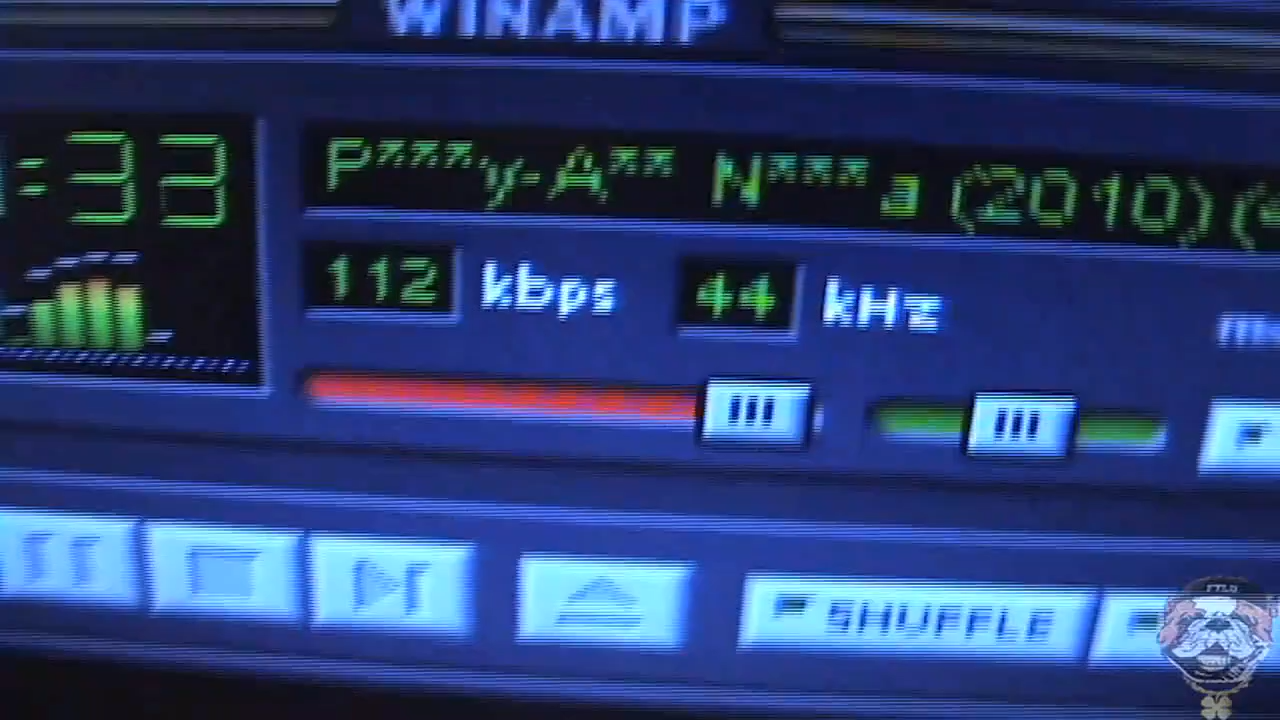 WINAMP
:33
P***y-A** N***a (2010) (
112 kbps 44 kHz
SHUFFLE